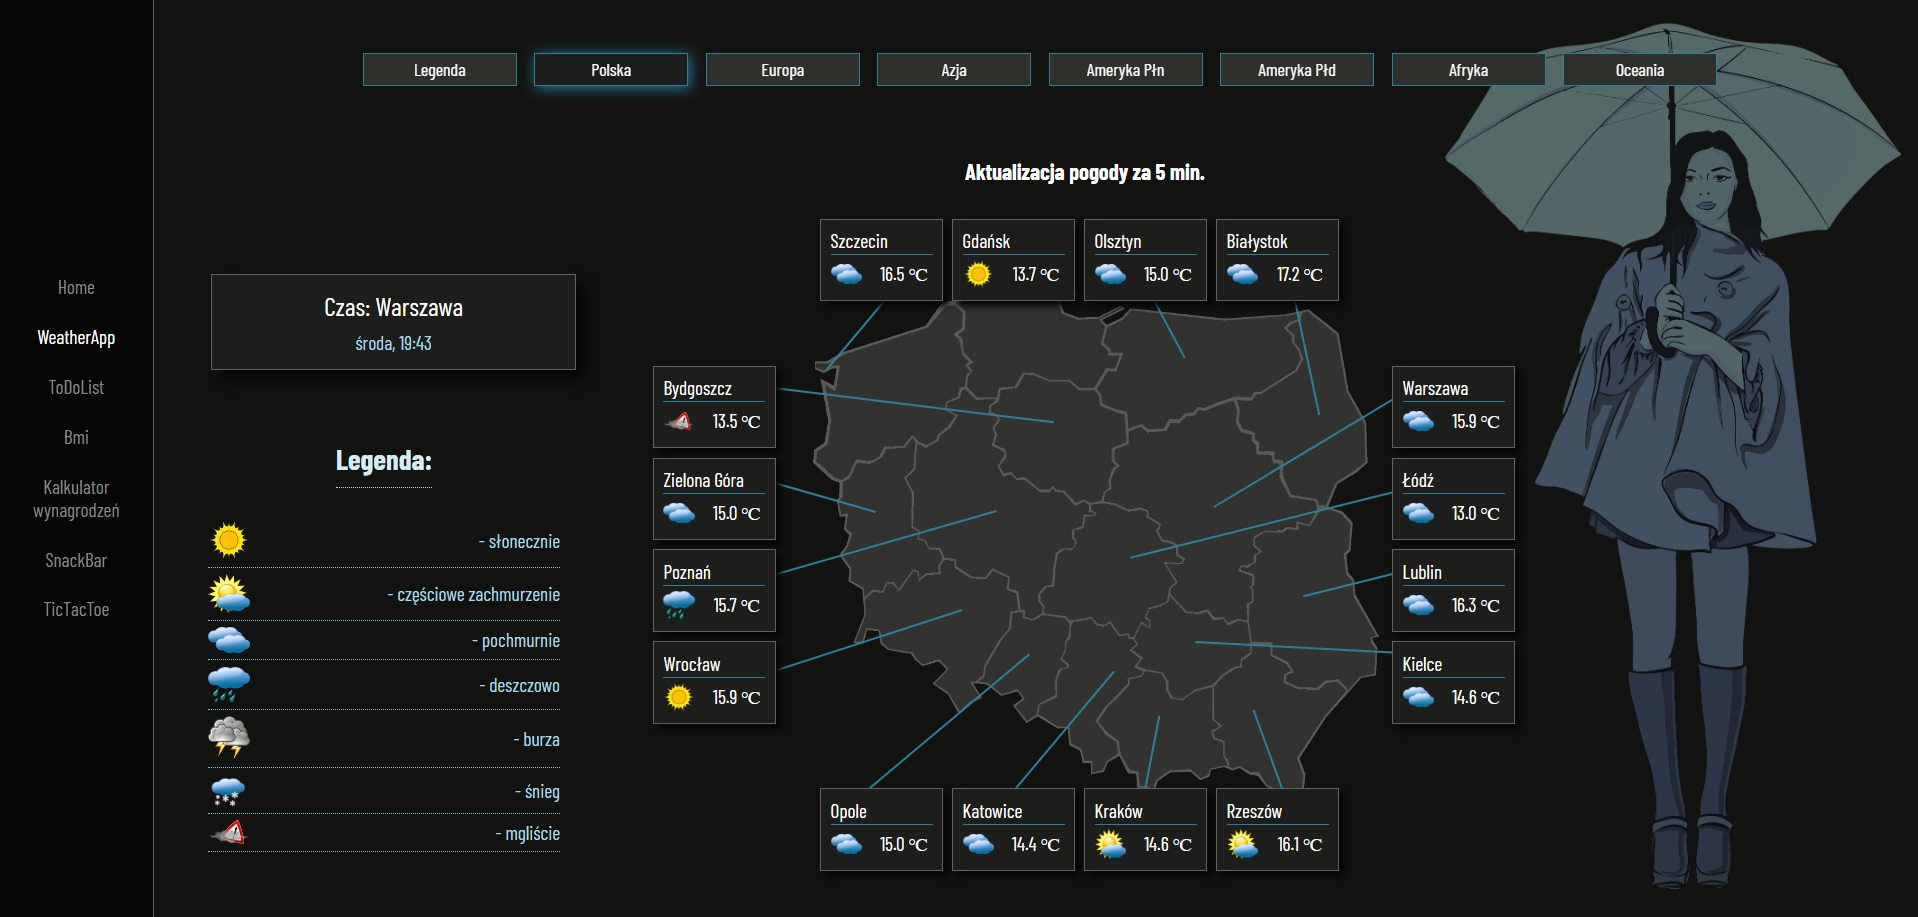 Legenda
Polska
Europa
Azja
Ameryka Płn
Ameryka Płd
Afryka
Oceania
Home
WeatherApp
ToDoList
Bmi
Kalkulator
wynagrodzeń
SnackBar
TicTacToe
Czas: Warszawa
środa, 19:43
Legenda:
- słonecznie
- częściowe zachmurzenie
- pochmurnie
- deszczowo
- burza
- śnieg
- mgliście
Aktualizacja pogody za 5 min.
Szczecin
16.5 °C
Gdańsk
13.7 °C
Olsztyn
15.0 °C
Białystok
17.2 °C
Bydgoszcz
13.5 °C
Zielona Góra
15.0 °C
Poznań
15.7 °C
Wrocław
15.9 °C
Warszawa
15.9 °C
Łódź
13.0 °C
Lublin
16.3 °C
Kielce
14.6 °C
Opole
15.0 °C
Katowice
14.4 °C
Kraków
14.6 °C
Rzeszów
16.1 °C